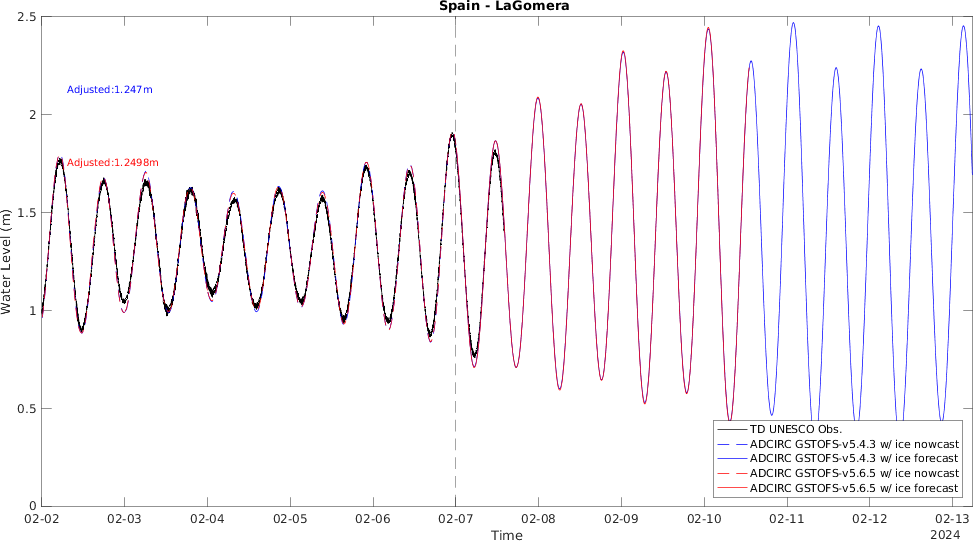 Spain - LaGomera
2.5
Adjusted:1.247m
2
Adjusted:1.2498m
1.5
Water Level (m)
1
0.5
TD UNESCO Obs.
ADCIRC GSTOFS-v5.4.3 w/ ice nowcast
ADCIRC GSTOFS-v5.4.3 w/ ice forecast
ADCIRC GSTOFS-v5.6.5 w/ ice nowcast
ADCIRC GSTOFS-v5.6.5 w/ ice forecast
0
02-02 02-03 02-04 02-05 02-06 02-07 02-08 02-09 02-10 02-11 02-12 02-13
Time 2024